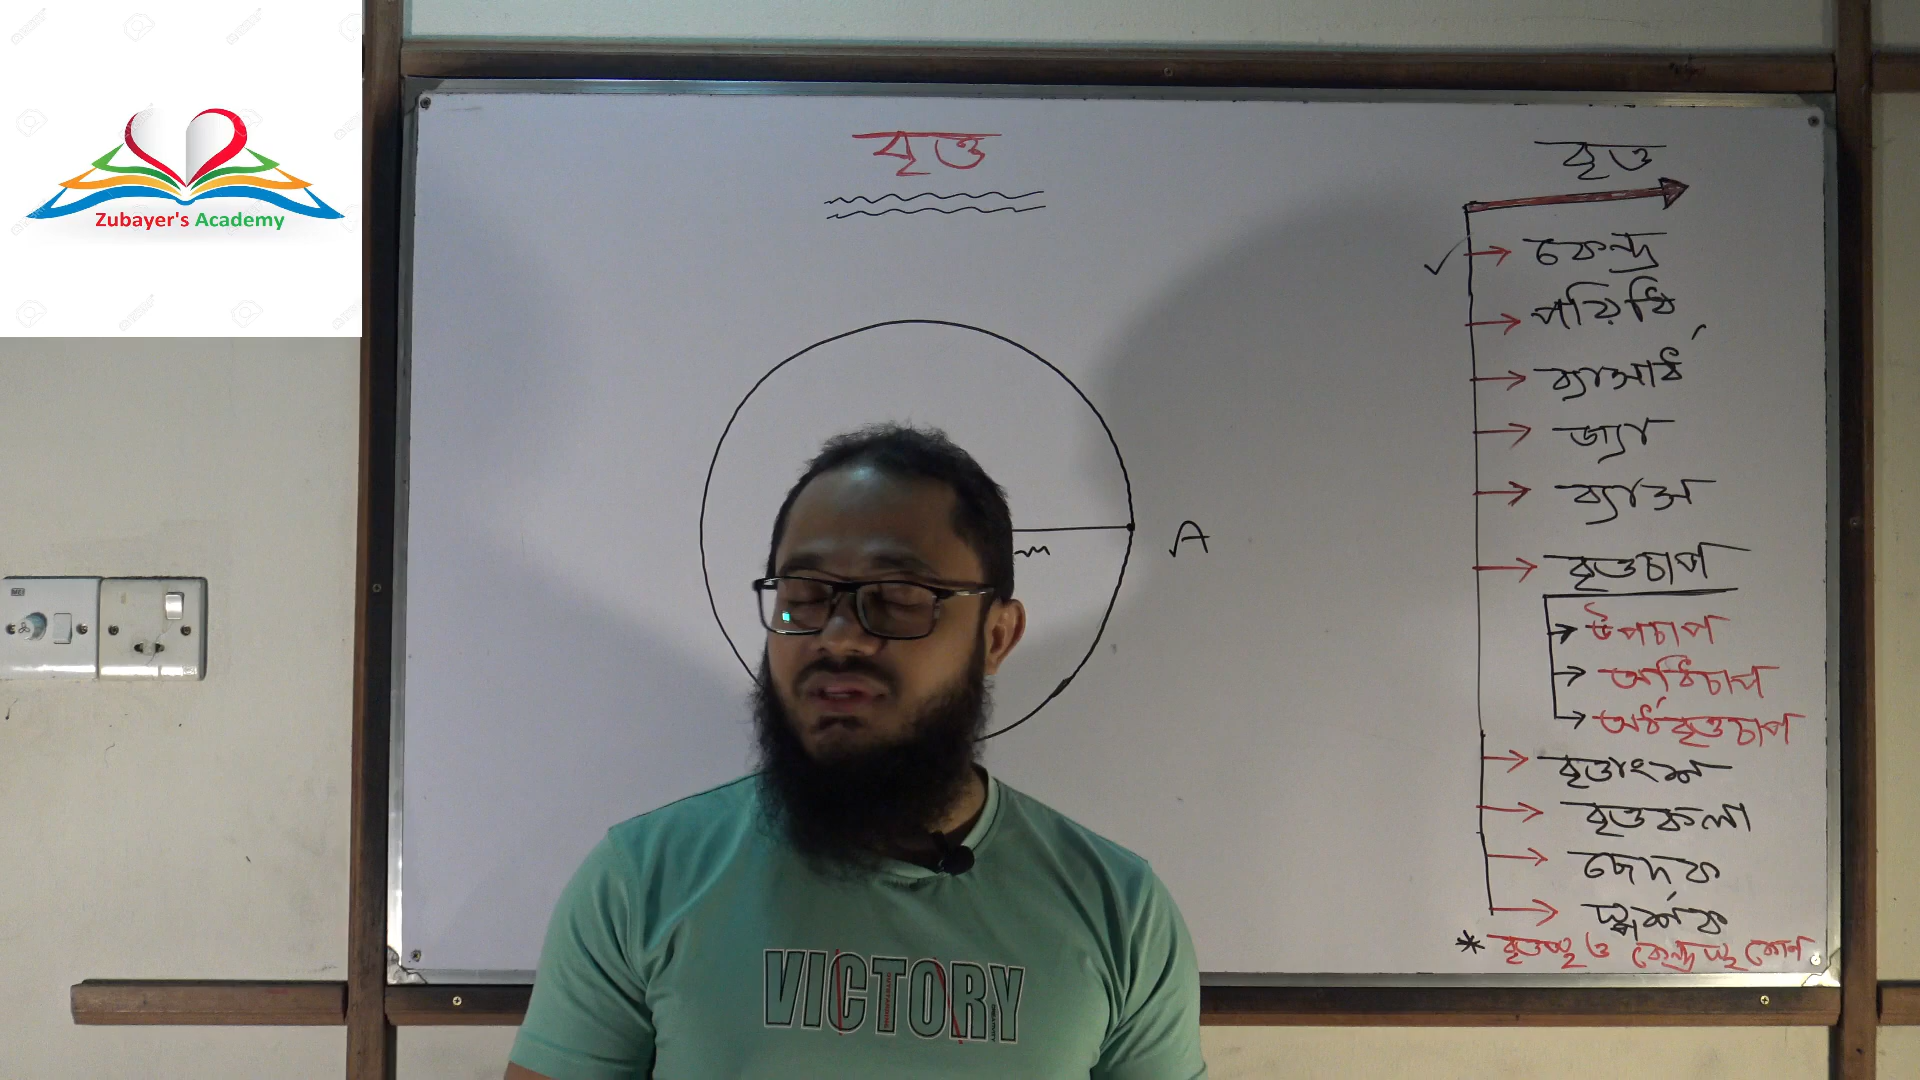 Zubayer's Academy
বৃত্ত
A
m
VICTORY
বৃত্ত
কেন্দ্র
পরিধি
ব্যাসার্ধ
জ্যা
ব্যাস
বৃত্তচাপ
উপচাপ
অধিচাপ
অর্ধবৃত্তচাপ
বৃত্তাংশ
বৃত্তকলা
ছেদক
স্পর্শক
* বৃত্তস্থ ও কেন্দ্রস্থ কোণ